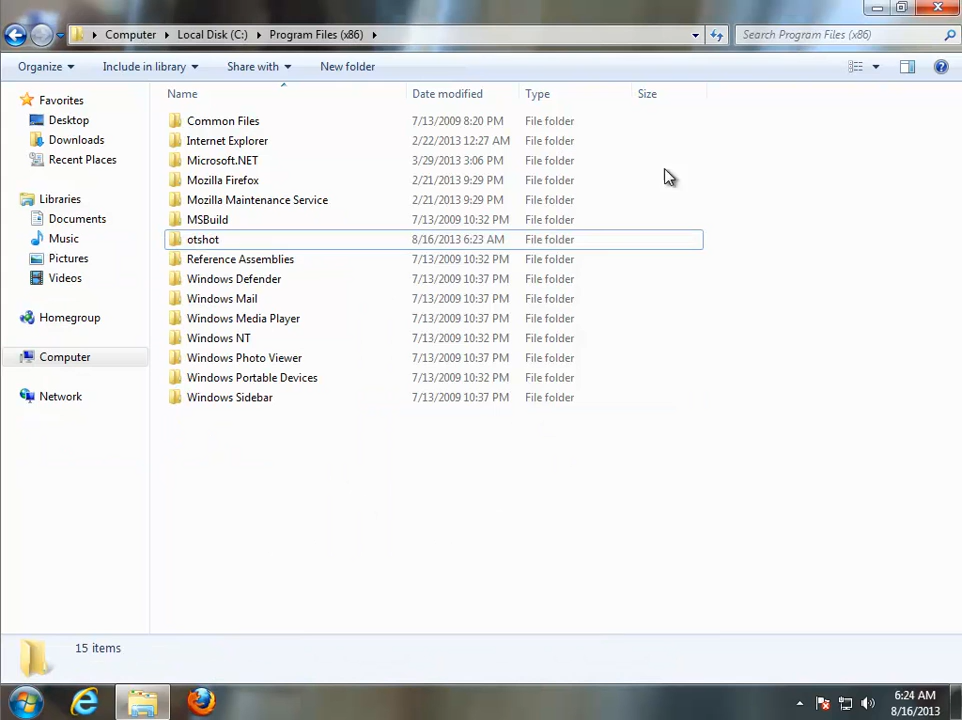 Computer Local Disk (C:) Program Files (x86) Search Program Files (x86)
Organize Include in library Share with New folder
Name Date modified Type Size
Favorites
Desktop
Downloads
Recent Places
Libraries
Documents
Music
Pictures
Videos
Homegroup
Computer
Network
Common Files 7/13/2009 8:20 PM File folder
Internet Explorer 2/22/2013 12:27 AM File folder
Microsoft.NET 3/29/2013 3:06 PM File folder
Mozilla Firefox 2/21/2013 9:29 PM File folder
Mozilla Maintenance Service 2/21/2013 9:29 PM File folder
MSBuild 7/13/2009 10:32 PM File folder
otshot 8/16/2013 6:23 AM File folder
Reference Assemblies 7/13/2009 10:32 PM File folder
Windows Defender 7/13/2009 10:37 PM File folder
Windows Mail 7/13/2009 10:37 PM File folder
Windows Media Player 7/13/2009 10:37 PM File folder
Windows NT 7/13/2009 10:32 PM File folder
Windows Photo Viewer 7/13/2009 10:37 PM File folder
Windows Portable Devices 7/13/2009 10:32 PM File folder
Windows Sidebar 7/13/2009 10:37 PM File folder
15 items
6:24 AM
8/16/2013